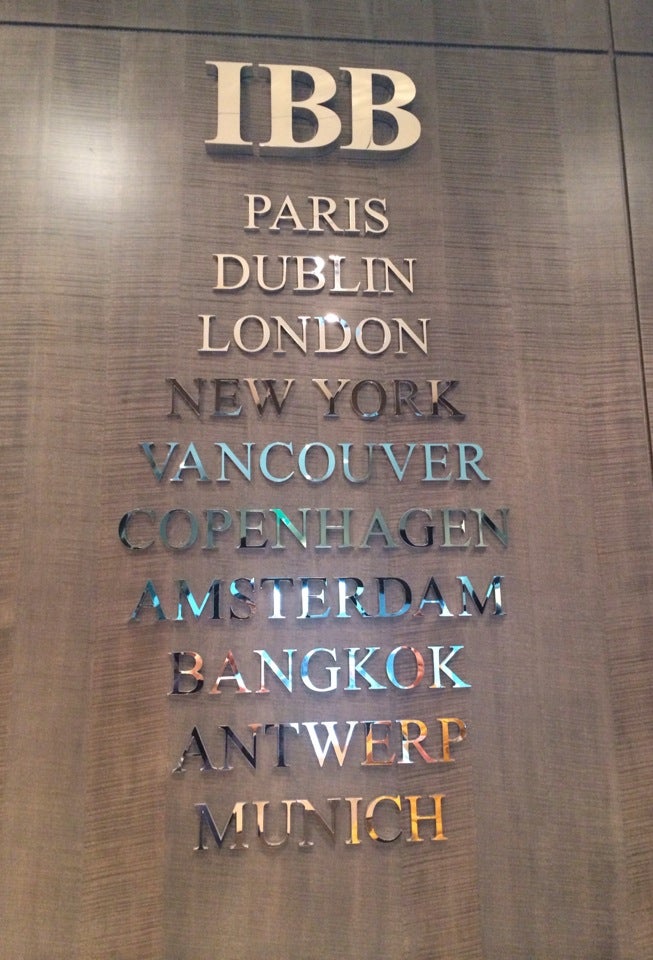 IBB
PARIS
DUBLIN
LONDON
NEW YORK
VANCOUVER
COPENHAGEN
AMSTERDAM
BANGKOK
ANTWERP
MUNICH